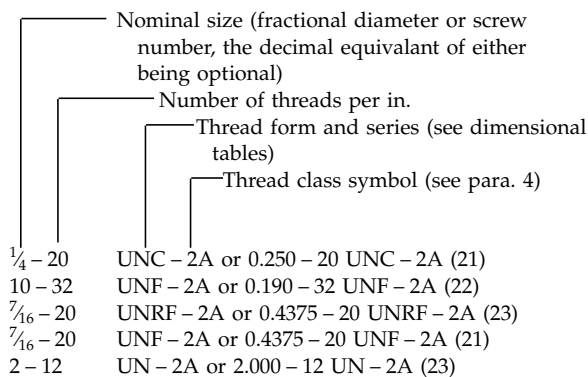 Nominal size (fractional diameter or screw
number, the decimal equivalant of either
being optional)
Number of threads per in.
Thread form and series (see dimensional
tables)
Thread class symbol (see para. 4)
1⁄4 – 20 UNC – 2A or 0.250 – 20 UNC – 2A (21)
10 – 32 UNF – 2A or 0.190 – 32 UNF – 2A (22)
7⁄16 – 20 UNRF – 2A or 0.4375 – 20 UNRF – 2A (23)
7⁄16 – 20 UNF – 2A or 0.4375 – 20 UNF – 2A (21)
2 – 12 UN – 2A or 2.000 – 12 UN – 2A (23)